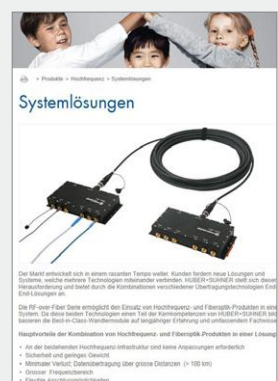 > Produkte > Hochfrequenz > Systemlösungen
Systemlösungen
Der Markt entwickelt sich in einem rasanten Tempo weiter. Kunden fordern neue Lösungen und
Systeme, welche mehrere Technologien miteinander verbinden. HUBER+SUHNER stellt sich dieser
Herausforderung und bietet durch die Kombinationen verschiedener Übertragungstechnologien End
End-Lösungen an.
Die RF-over-Fiber Serie ermöglicht den Einsatz von Hochfrequenz- und Fiberoptik-Produkten in eine
System. Da diese beiden Technologien einen Teil der Kernkompetenzen von HUBER+SUHNER bild
basieren die Best-in-Class-Wandlermodule auf langjähriger Erfahrung und umfassendem Fachwisse
Hauptvorteile der Kombination von Hochfrequenz- und Fiberoptik-Produkten in einer Lösung
• An der bestehenden Hochfrequenz-Infrastruktur sind keine Anpassungen erforderlich
• Sicherheit und geringes Gewicht
• Minimaler Verlust; Datenübertragung über grosse Distanzen (> 100 km)
• Grosser Frequenzbereich
• Flexible Anschlussmöglichkeiten